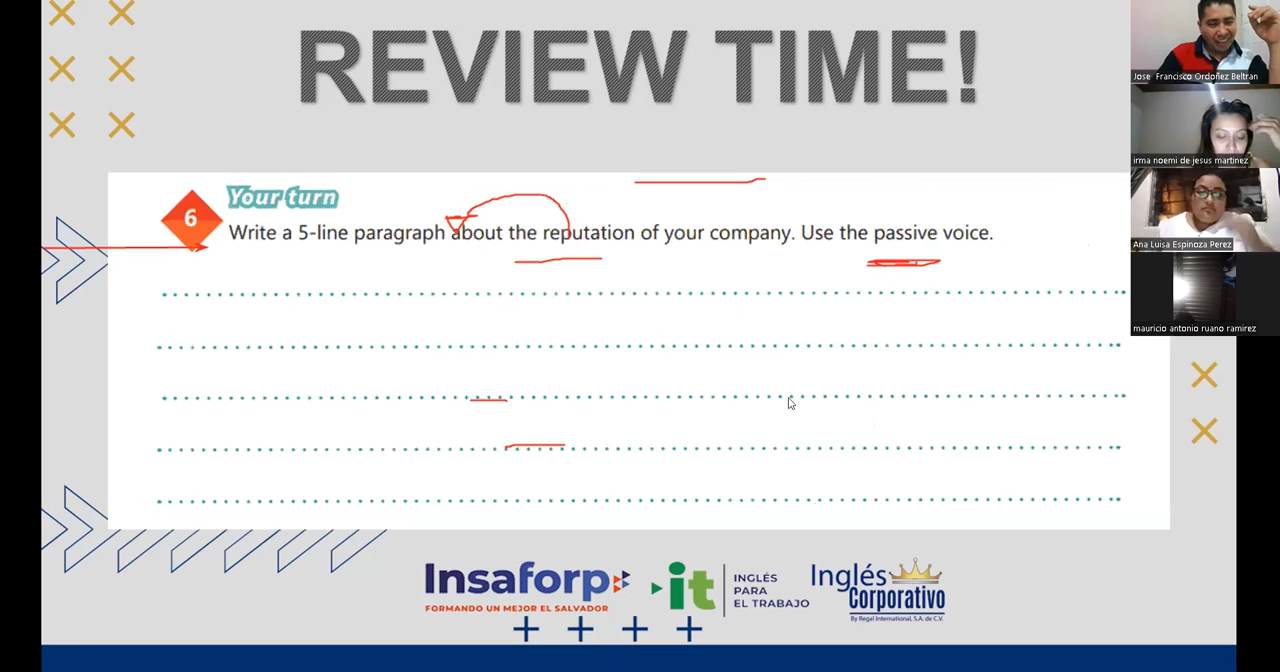 REVIEW TIME!
Your turn
6
Write a 5-line paragraph about the reputation of your company. Use the passive voice.
Jose Francisco Ordoñez Beltran
irma noemi de jesus martinez
Ana Luisa Espinoza Perez
mauricio antonio ruano ramirez
Insaforp
FORMANDO UN MEJOR EL SALVADOR
it
INGLÉS
PARA
EL TRABAJO
Inglés
Corporativo
By Regal International, S.A. de C.V.